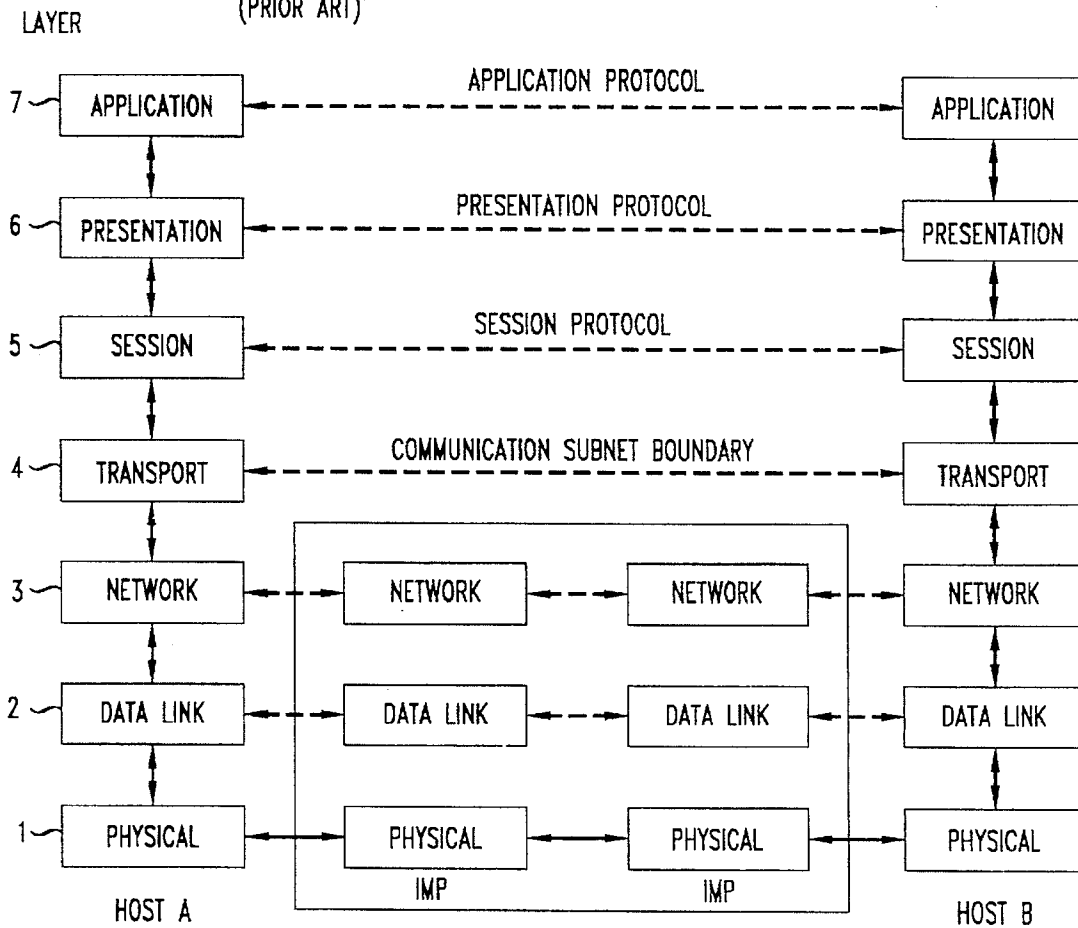 (PRIOR ART)
LAYER
7 APPLICATION APPLICATION PROTOCOL APPLICATION
6 PRESENTATION PRESENTATION PROTOCOL PRESENTATION
5 SESSION SESSION PROTOCOL SESSION
4 TRANSPORT COMMUNICATION SUBNET BOUNDARY TRANSPORT
3 NETWORK NETWORK NETWORK NETWORK
2 DATA LINK DATA LINK DATA LINK DATA LINK
1 PHYSICAL PHYSICAL PHYSICAL PHYSICAL
IMP IMP
HOST A HOST B